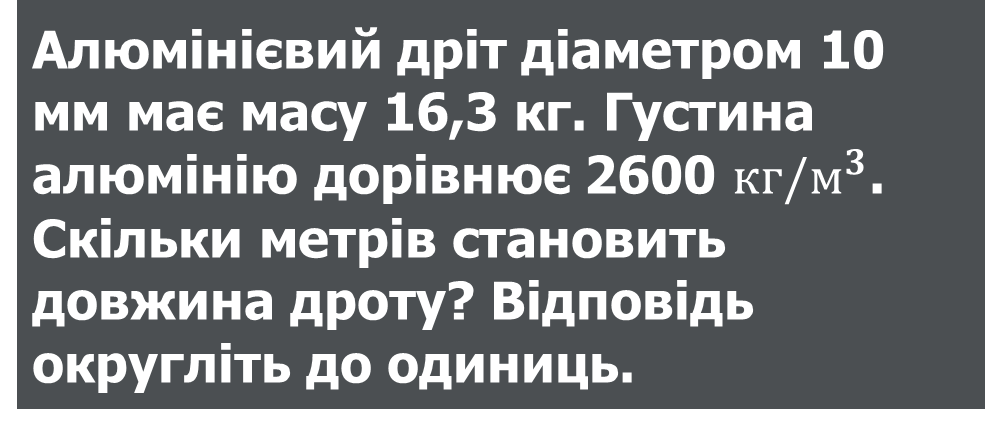 Алюмінієвий дріт діаметром 10
мм має масу 16,3 кг. Густина
алюмінію дорівнює 2600 кг/м³.
Скільки метрів становить
довжина дроту? Відповідь
округліть до одиниць.